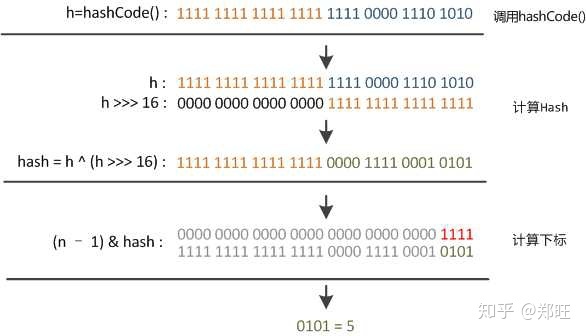 h=hashCode() : 1111 1111 1111 1111 1111 0000 1110 1010 调用hashCode()
h : 1111 1111 1111 1111 1111 0000 1110 1010
h >>> 16 : 0000 0000 0000 0000 1111 1111 1111 1111 计算Hash
hash = h ^ (h >>> 16) : 1111 1111 1111 1111 0000 1111 0001 0101
(n – 1) & hash : 0000 0000 0000 0000 0000 0000 0000 1111
1111 1111 1111 1111 0000 1111 0001 0101 计算下标
0101 = 5
知乎 @郑旺